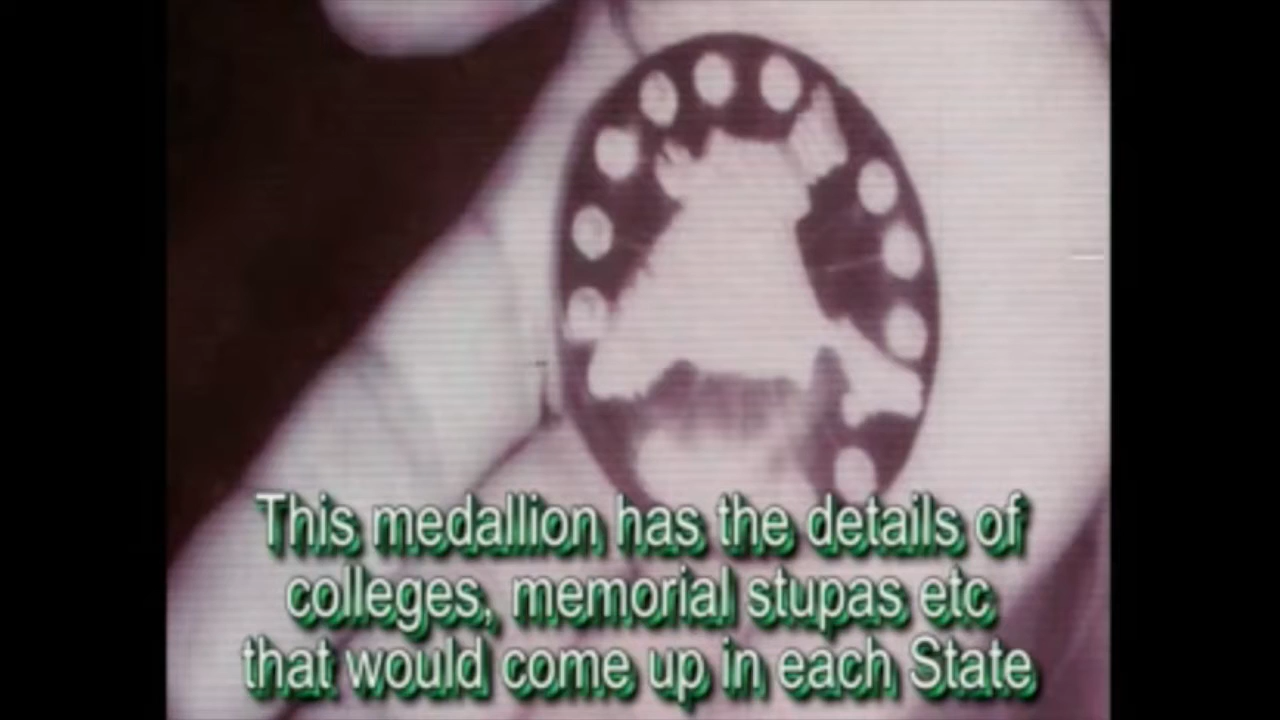 This medallion has the details of
colleges, memorial stupas etc
that would come up in each State